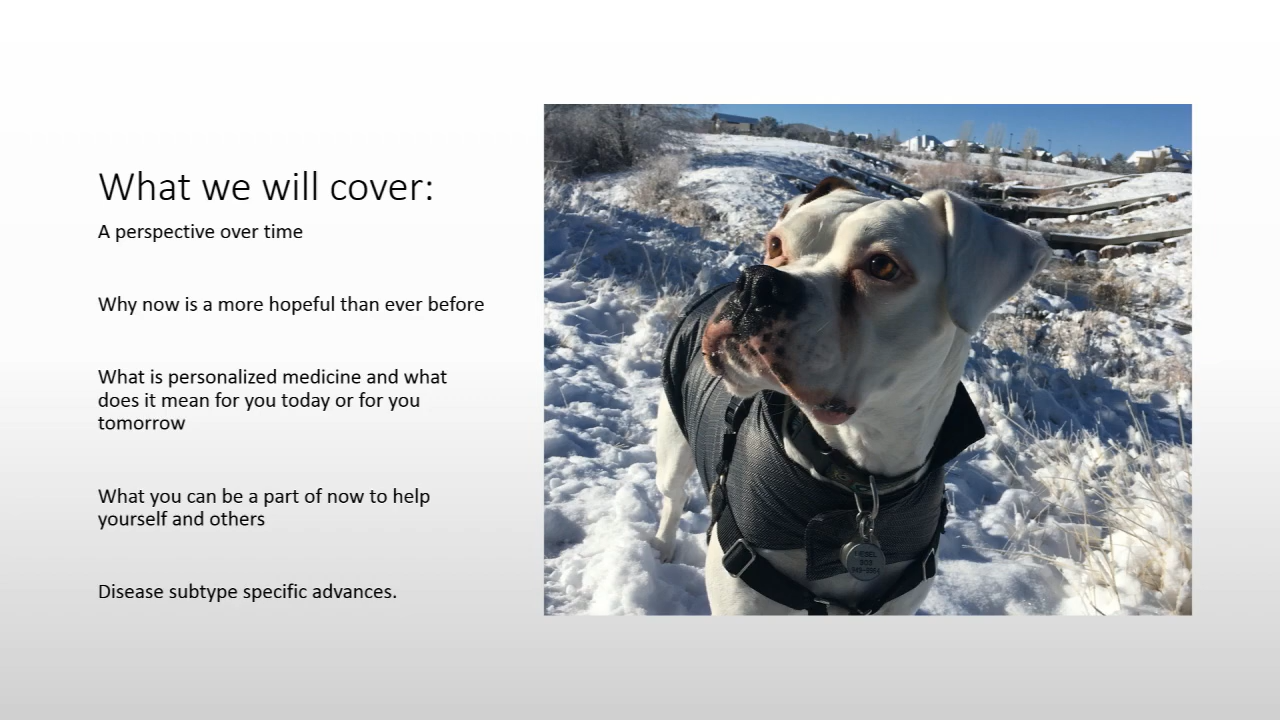 What we will cover:
A perspective over time
Why now is a more hopeful than ever before
What is personalized medicine and what
does it mean for you today or for you
tomorrow
What you can be a part of now to help
yourself and others
Disease subtype specific advances.